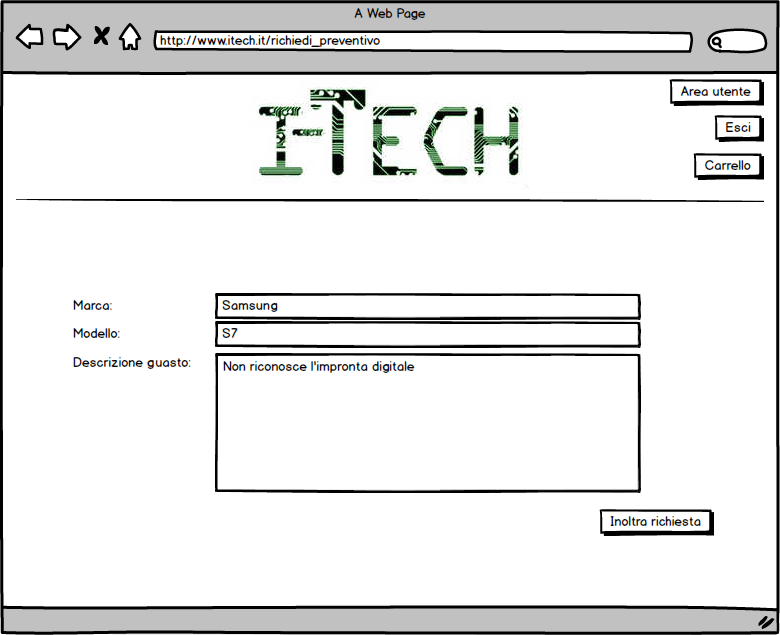 A Web Page
http://www.itech.it/richiedi_preventivo
I-TECH
Area utente
Esci
Carrello
Marca:
Samsung
Modello:
S7
Descrizione guasto:
Non riconosce l'impronta digitale
Inoltra richiesta